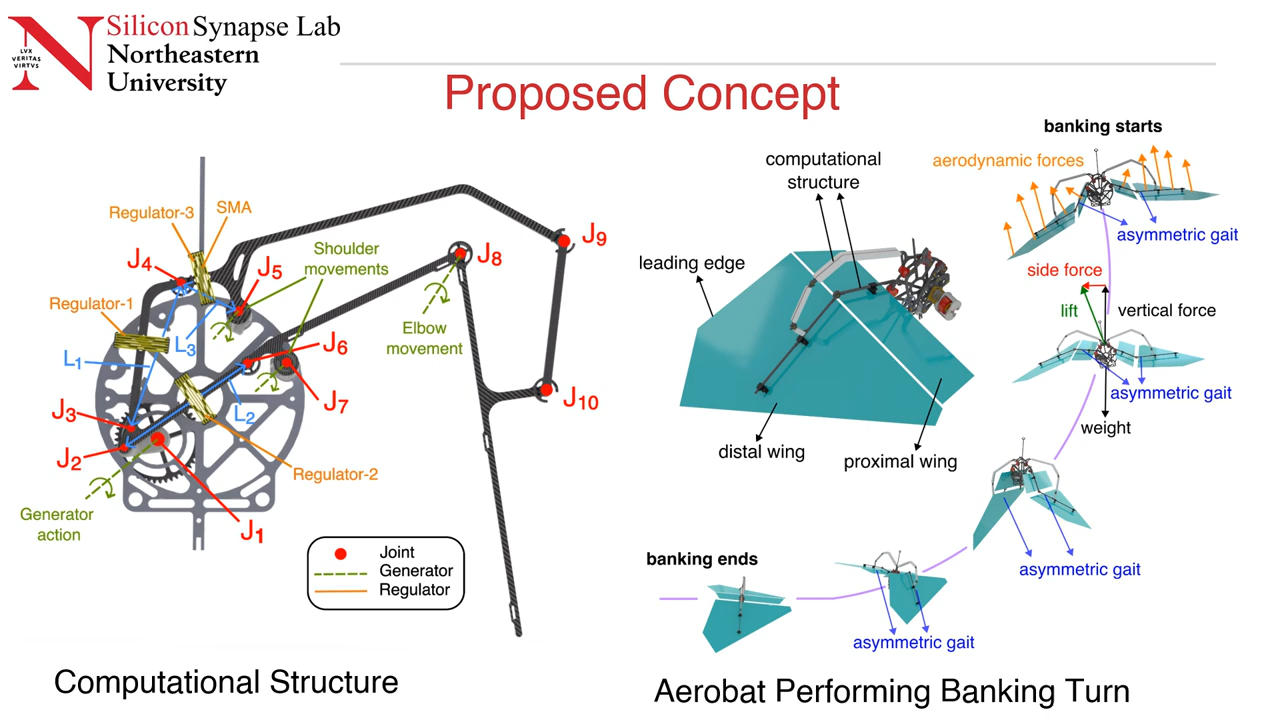 LVX
VERITAS
VIRTVS
Silicon Synapse Lab
Northeastern
University
Proposed Concept
Regulator-3
SMA
J4
J5
Shoulder
movements
J9
J8
Regulator-1
L3
L1
Elbow
movement
J6
J7
J10
L2
J3
J2
Regulator-2
Generator
action
J1
Joint
Generator
Regulator
Computational Structure
computational
structure
leading edge
distal wing
proximal wing
banking starts
aerodynamic forces
asymmetric gait
side force
lift
vertical force
asymmetric gait
weight
asymmetric gait
banking ends
asymmetric gait
Aerobat Performing Banking Turn